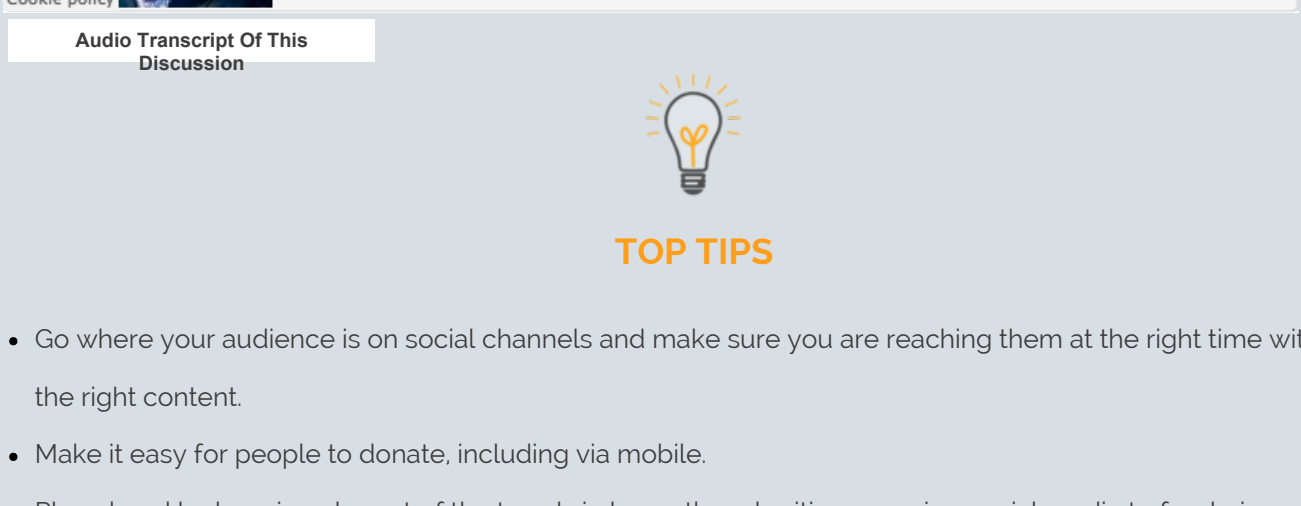 Cookie policy
Audio Transcript Of This
Discussion
TOP TIPS
• Go where your audience is on social channels and make sure you are reaching them at the right time
the right content.
• Make it easy for people to donate, including via mobile.